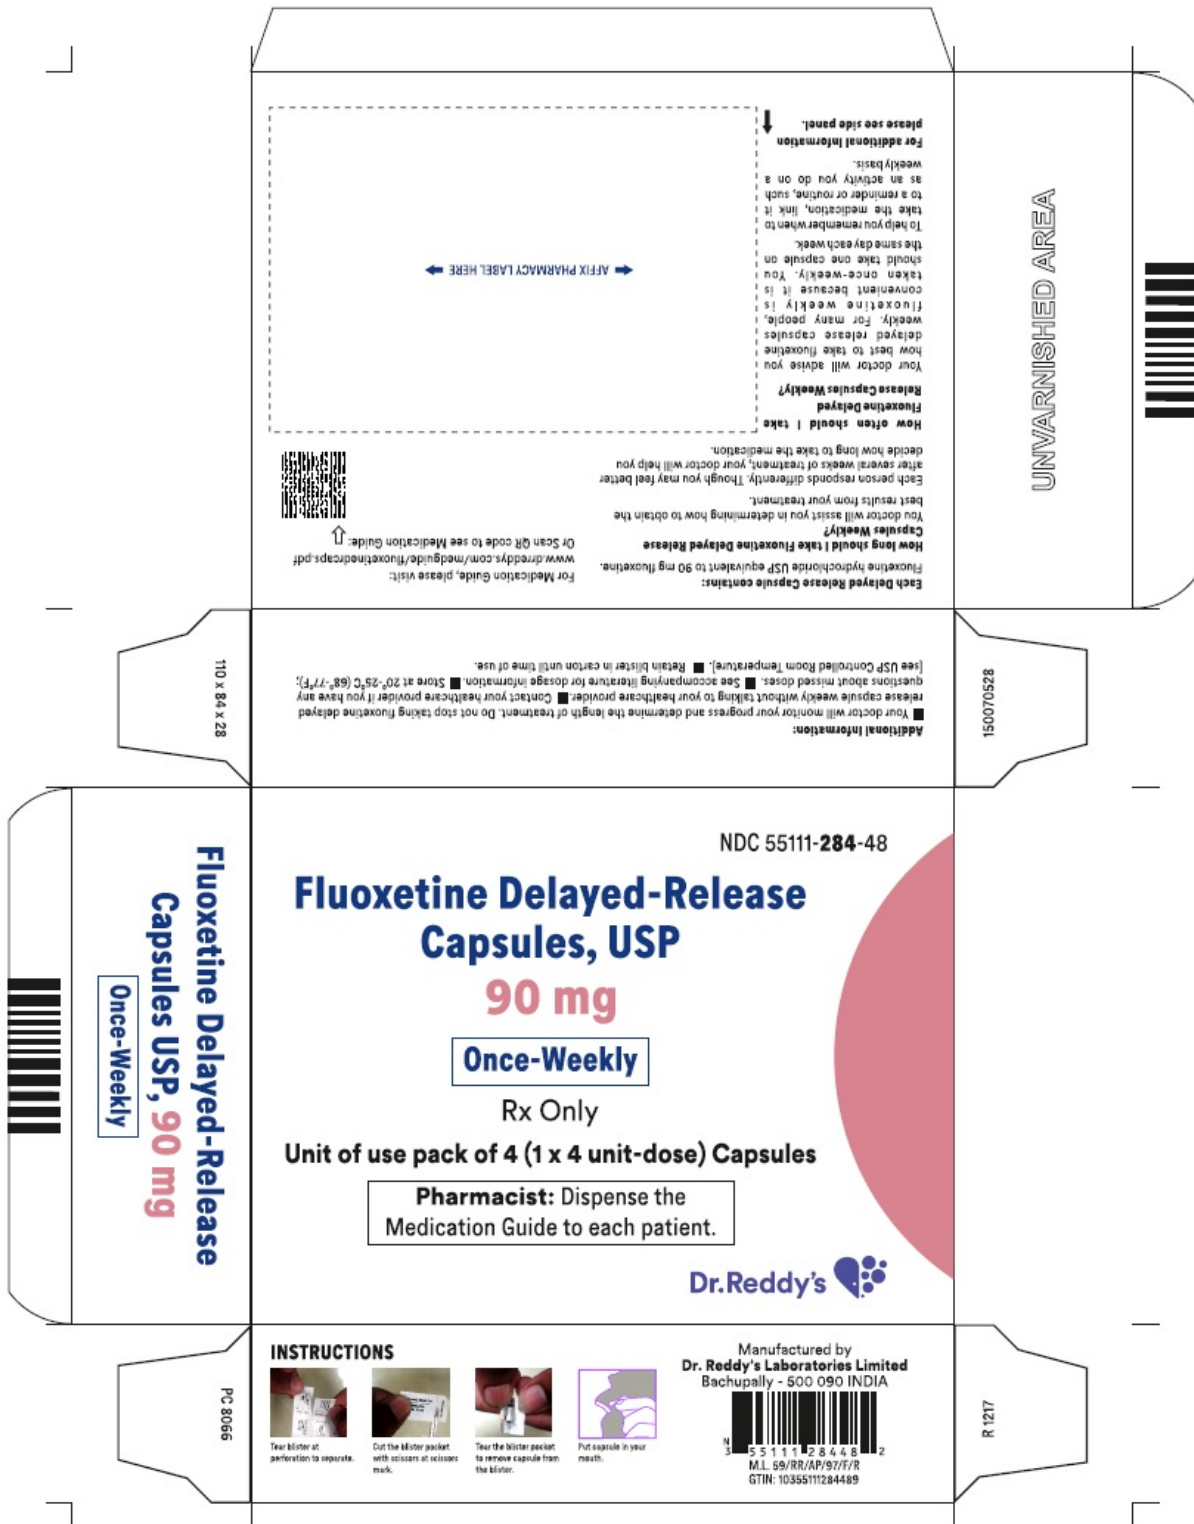 please see side panel.
For additional Information
weekly basis.
as an activity you do on a
to a reminder or routine, such
take the medication, link it
To help you remember when to
the same day each week.
should take one capsule on
taken once-weekly. You
convenient because it is
fluoxetine weekly is
weekly. For many people,
delayed release capsules
how best to take fluoxetine
Your doctor will advise you
Release Capsules Weekly?
Fluoxetine Delayed
How often should I take
AFFIX PHARMACY LABEL HERE
UNVARNISHED AREA
decide how long to take the medication.
after several weeks of treatment, your doctor will help you
Each person responds differently. Though you may feel better
best results from your treatment.
You doctor will assist you in determining how to obtain the
Capsules Weekly?
How long should I take Fluoxetine Delayed Release
Fluoxetine hydrochloride USP equivalent to 90 mg fluoxetine.
Each Delayed Release Capsule contains:
Or Scan QR code to see Medication Guide:
www.drreddys.com/medguide/fluoxetinedrcaps.pdf
For Medication Guide, please visit:
110 x 84 x 28
Additional Information:
■ Your doctor will monitor your progress and determine the length of treatment. Do not stop taking fluoxetine delayed
release capsule weekly without talking to your healthcare provider. ■ Contact your healthcare provider if you have any
questions about missed doses. ■ See accompanying literature for dosage information. ■ Store at 20°-25°C (68°-77°F);
[see USP Controlled Room Temperature]. ■ Retain blister in carton until time of use.
150070528
Fluoxetine Delayed-Release
Capsules USP, 90 mg
Once-Weekly
NDC 55111-284-48
Fluoxetine Delayed-Release
Capsules, USP
90 mg
Once-Weekly
Rx Only
Unit of use pack of 4 (1 x 4 unit-dose) Capsules
Pharmacist: Dispense the
Medication Guide to each patient.
Dr.Reddy's
PC 8066
INSTRUCTIONS
Tear blister at
perforation to separate.
Cut the blister pocket
with scissors at scissors
mark.
Tear the blister pocket
to remove capsule from
the blister.
Put capsule in your
mouth.
Manufactured by
Dr. Reddy's Laboratories Limited
Bachupally - 500 090 INDIA
N
3 55111 28448 2
M.L. 59/RR/AP/97/F/R
GTIN: 10355111284489
R 1217